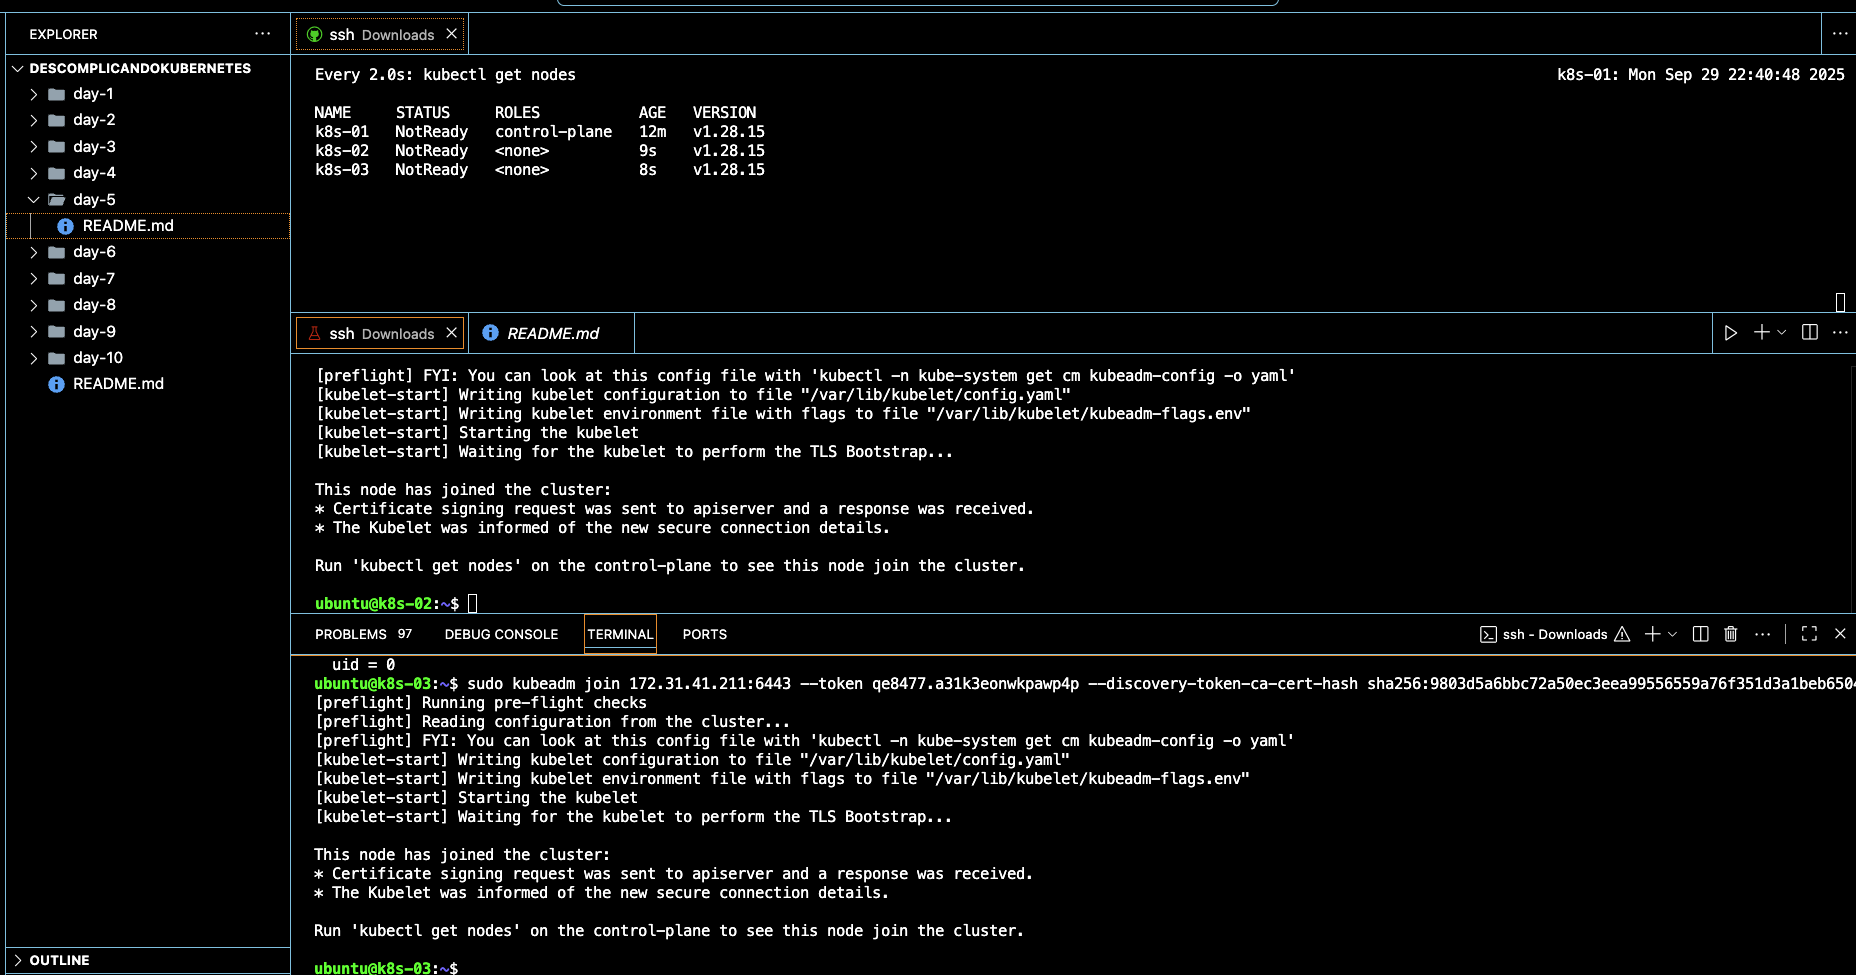 EXPLORER ···
DESCOMPLICANDOKUBERNETES
day-1
day-2
day-3
day-4
day-5
README.md
day-6
day-7
day-8
day-9
day-10
README.md
OUTLINE
ssh Downloads
Every 2.0s: kubectl get nodes k8s-01: Mon Sep 29 22:40:48 2025
NAME STATUS ROLES AGE VERSION
k8s-01 NotReady control-plane 12m v1.28.15
k8s-02 NotReady <none> 9s v1.28.15
k8s-03 NotReady <none> 8s v1.28.15
ssh Downloads README.md
[preflight] FYI: You can look at this config file with 'kubectl -n kube-system get cm kubeadm-config -o yaml'
[kubelet-start] Writing kubelet configuration to file "/var/lib/kubelet/config.yaml"
[kubelet-start] Writing kubelet environment file with flags to file "/var/lib/kubelet/kubeadm-flags.env"
[kubelet-start] Starting the kubelet
[kubelet-start] Waiting for the kubelet to perform the TLS Bootstrap...
This node has joined the cluster:
* Certificate signing request was sent to apiserver and a response was received.
* The Kubelet was informed of the new secure connection details.
Run 'kubectl get nodes' on the control-plane to see this node join the cluster.
ubuntu@k8s-02:~$
PROBLEMS 97 DEBUG CONSOLE TERMINAL PORTS ssh - Downloads
uid = 0
ubuntu@k8s-03:~$ sudo kubeadm join 172.31.41.211:6443 --token qe8477.a31k3eonwkpawp4p --discovery-token-ca-cert-hash sha256:9803d5a6bbc72a50ec3eea99556559a76f351d3a1beb650
[preflight] Running pre-flight checks
[preflight] Reading configuration from the cluster...
[preflight] FYI: You can look at this config file with 'kubectl -n kube-system get cm kubeadm-config -o yaml'
[kubelet-start] Writing kubelet configuration to file "/var/lib/kubelet/config.yaml"
[kubelet-start] Writing kubelet environment file with flags to file "/var/lib/kubelet/kubeadm-flags.env"
[kubelet-start] Starting the kubelet
[kubelet-start] Waiting for the kubelet to perform the TLS Bootstrap...
This node has joined the cluster:
* Certificate signing request was sent to apiserver and a response was received.
* The Kubelet was informed of the new secure connection details.
Run 'kubectl get nodes' on the control-plane to see this node join the cluster.
ubuntu@k8s-03:~$